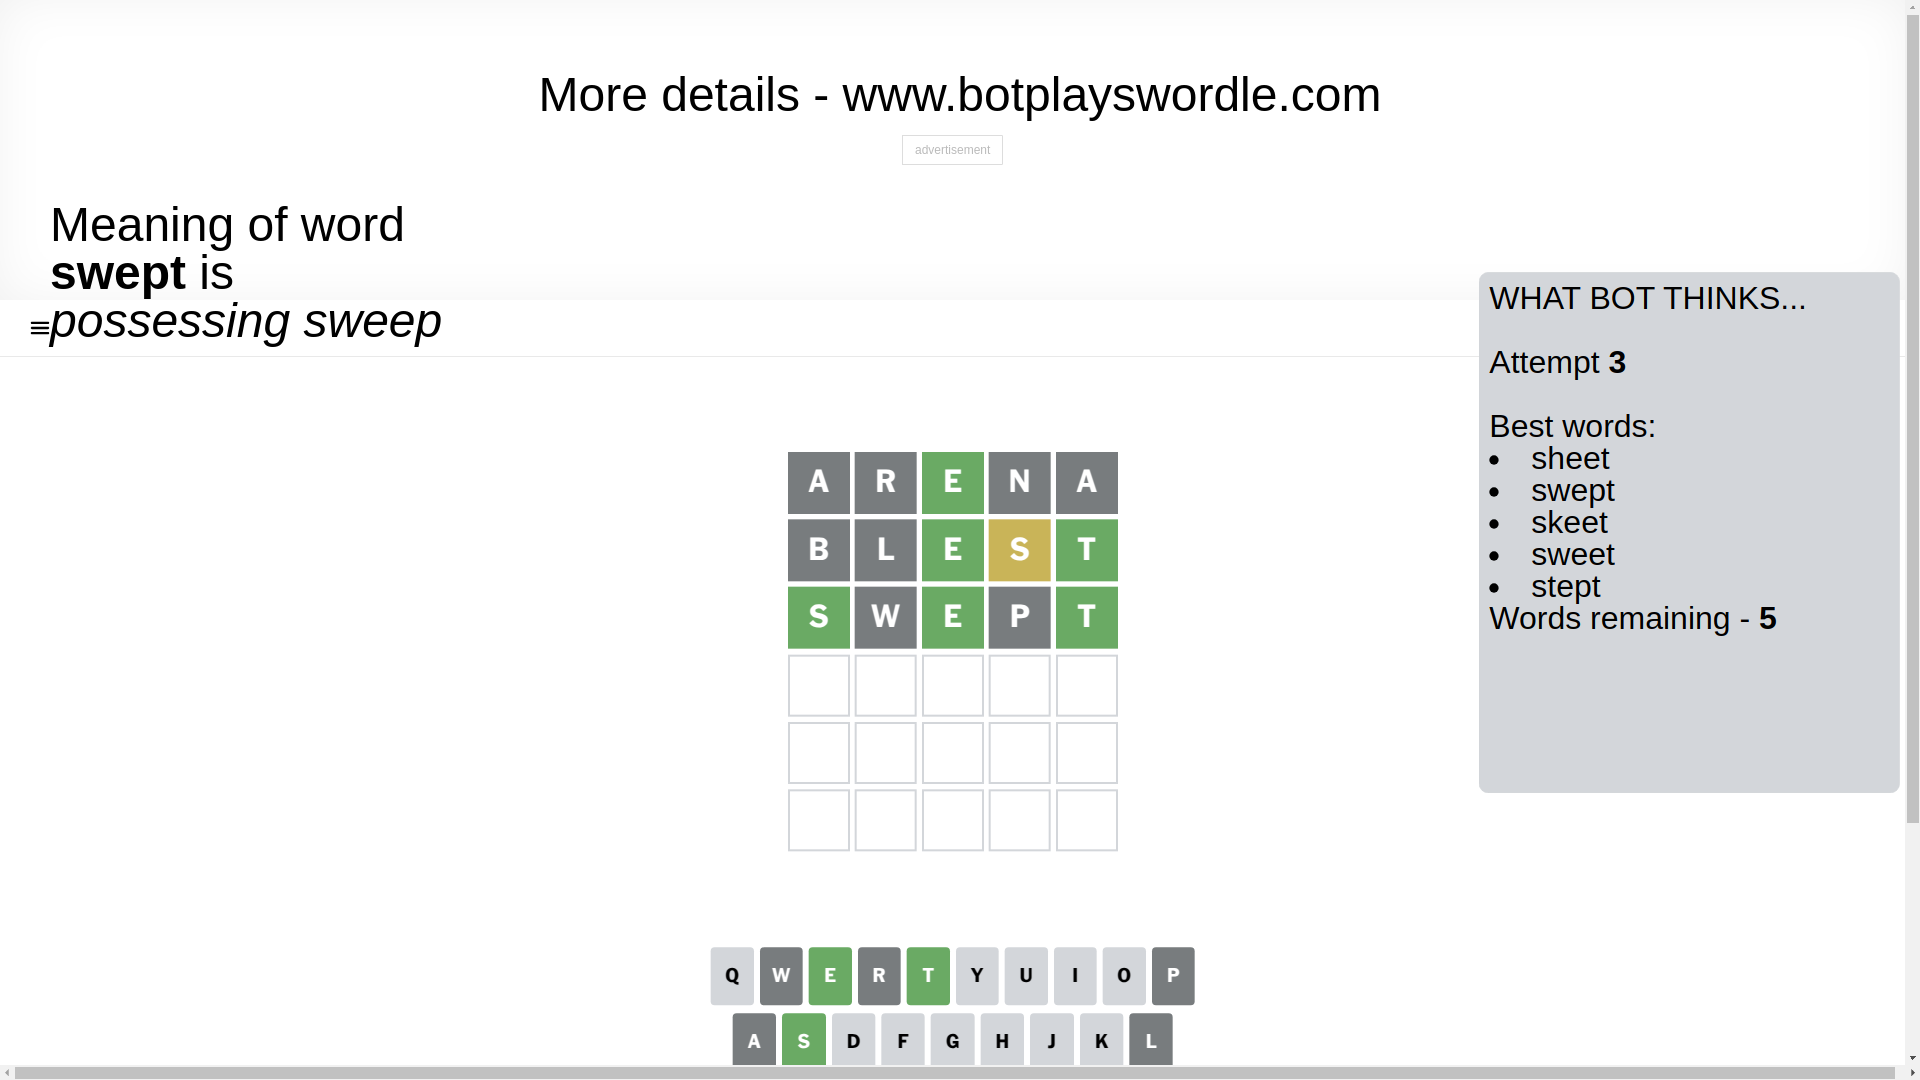 More details - www.botplayswordle.com
advertisement
Meaning of word
swept is
possessing sweep
WHAT BOT THINKS...
Attempt 3
Best words:
• sheet
• swept
• skeet
• sweet
• stept
Words remaining - 5
A R E N A
B L E S T
S W E P T
Q W E R T Y U I O P
A S D F G H J K L